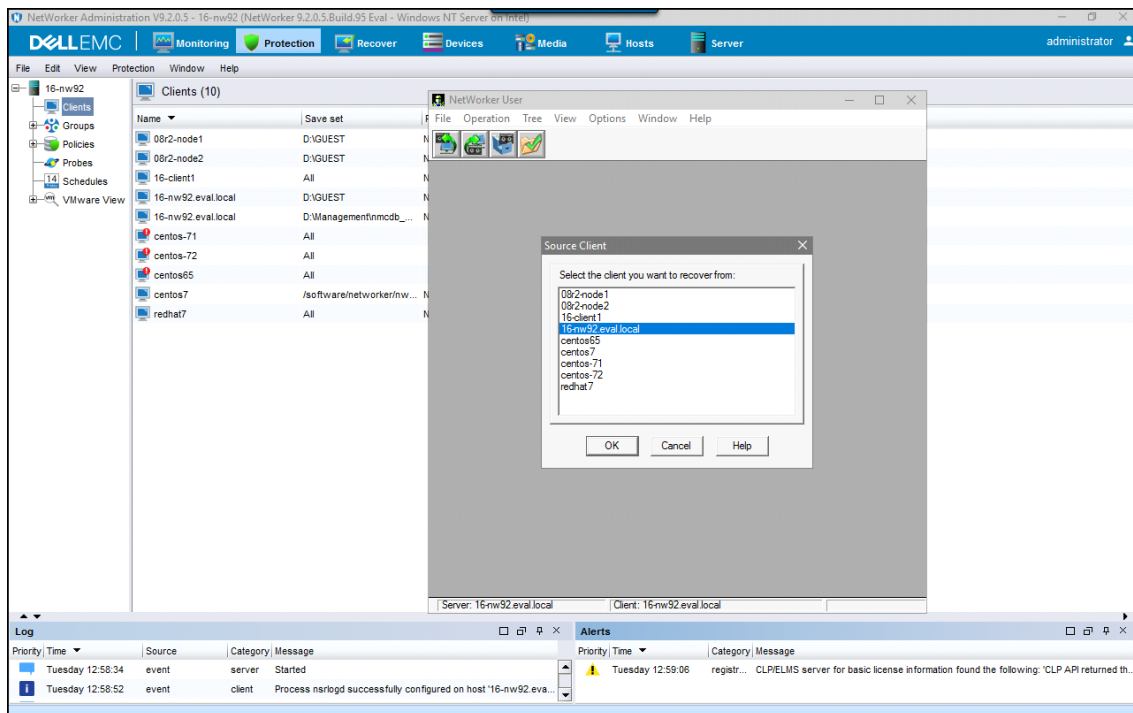 NetWorker Administration V9.2.0.5 - 16-nw92 (NetWorker 9.2.0.5.Build.95 Eval - Windows NT Server on Intel)
DELLEMC Monitoring Protection Recover Devices Media Hosts Server administrator
File Edit View Protection Window Help
16-nw92
Clients
Groups
Policies
Probes
14 Schedules
VMware View
Clients (10)
Name Save set
08r2-node1 D:\GUEST N
08r2-node2 D:\GUEST N
16-client1 All N
16-nw92.eval.local D:\GUEST N
16-nw92.eval.local D:\Management\nmcdb_... N
centos-71 All
centos-72 All
centos65 All
centos7 /software/networker/nw... N
redhat7 All N
NetWorker User
File Operation Tree View Options Window Help
Source Client
Select the client you want to recover from:
08r2-node1
08r2-node2
16-client1
16-nw92.eval.local
centos65
centos7
centos-71
centos-72
redhat7
OK Cancel Help
Server: 16-nw92.eval.local Client: 16-nw92.eval.local
Log
Priority Time Source Category Message
Tuesday 12:58:34 event server Started
Tuesday 12:58:52 event client Process nsrlogd successfully configured on host '16-nw92.eva...
Alerts
Priority Time Category Message
Tuesday 12:59:06 registr... CLP/ELMS server for basic license information found the following: 'CLP API returned th...